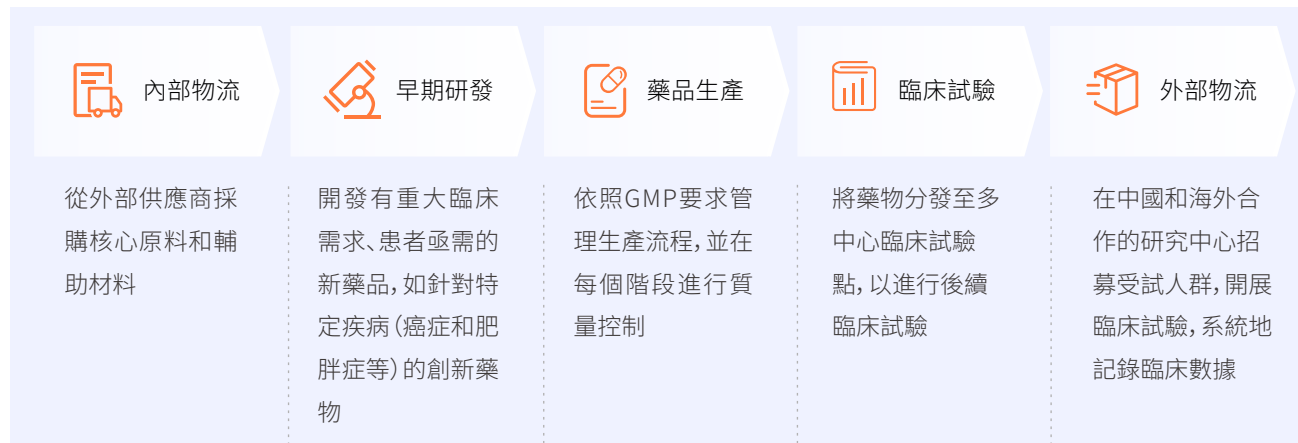 內部物流
從外部供應商採
購核心原料和輔
助材料
早期研發
開發有重大臨床
需求、患者亟需的
新藥品，如針對特
定疾病（癌症和肥
胖症等）的創新藥
物
藥品生產
依照GMP要求管
理生產流程，並在
每個階段進行質
量控制
臨床試驗
將藥物分發至多
中心臨床試驗
點，以進行後續
臨床試驗
外部物流
在中國和海外合
作的研究中心招
募受試人群，開展
臨床試驗，系統地
記錄臨床數據